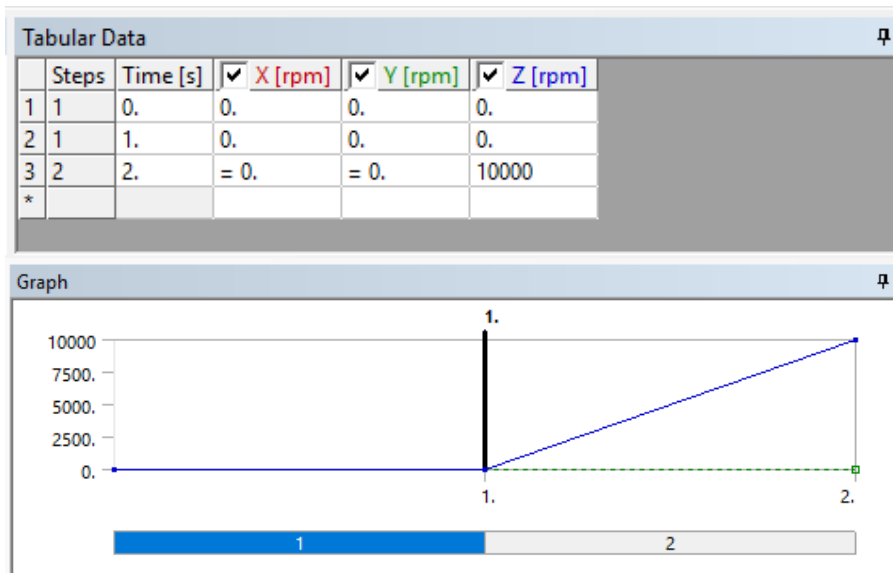 Tabular Data
Steps Time [s] X [rpm] Y [rpm] Z [rpm]
1 1 0. 0. 0. 0.
2 1 1. 0. 0. 0.
3 2 2. = 0. = 0. 10000
*
Graph
1.
10000
7500.
5000.
2500.
0.
1. 2.
1 2